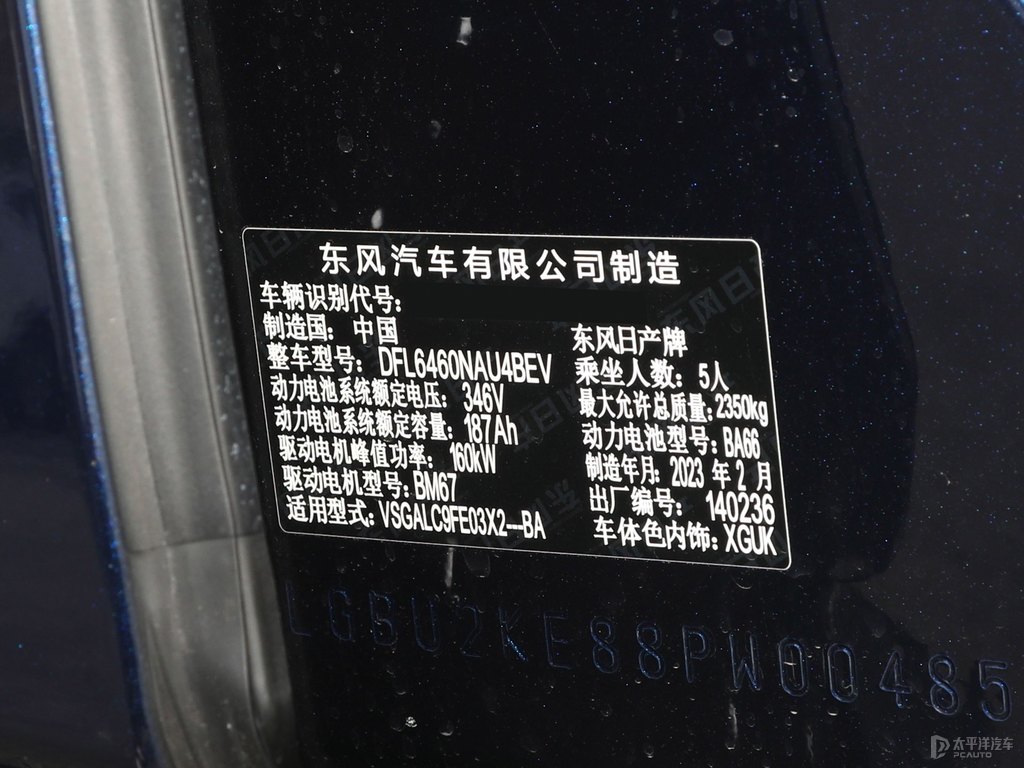 东风汽车有限公司制造
车辆识别代号:
制造国: 中国
东风日产牌
整车型号: DFL6460NAU4BEV
乘坐人数: 5人
动力电池系统额定电压: 346V
最大允许总质量:2350kg
动力电池系统额定容量: 187Ah
动力电池型号: BA66
驱动电机峰值功率: 160kW
制造年月: 2023 年 2 月
驱动电机型号:BM67
出厂编号: 140236
适用型式:VSGALC9FE03X2---BA
车体色内饰:XGUK
LGBU2KE88PW00485
太平洋汽车
PCAUTO